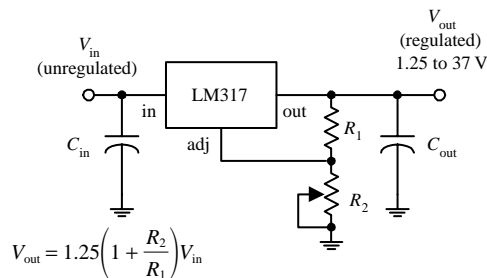 V_out
(regulated)
1.25 to 37 V
V_in
(unregulated)
LM317
in
out
adj
C_in
R_1
C_out
R_2
V_out = 1.25(1 + R_2/R_1)V_in